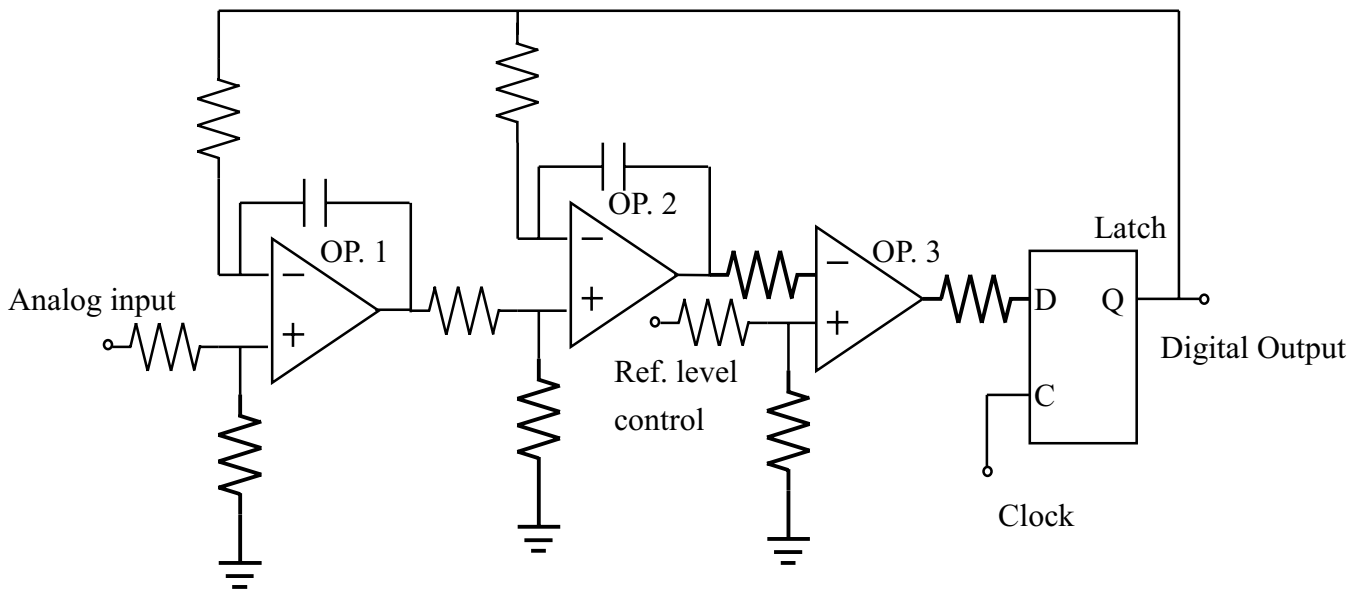 Analog input
OP. 1
−
+
OP. 2
−
+
OP. 3
−
+
Ref. level
control
Latch
D
Q
C
Clock
Digital Output